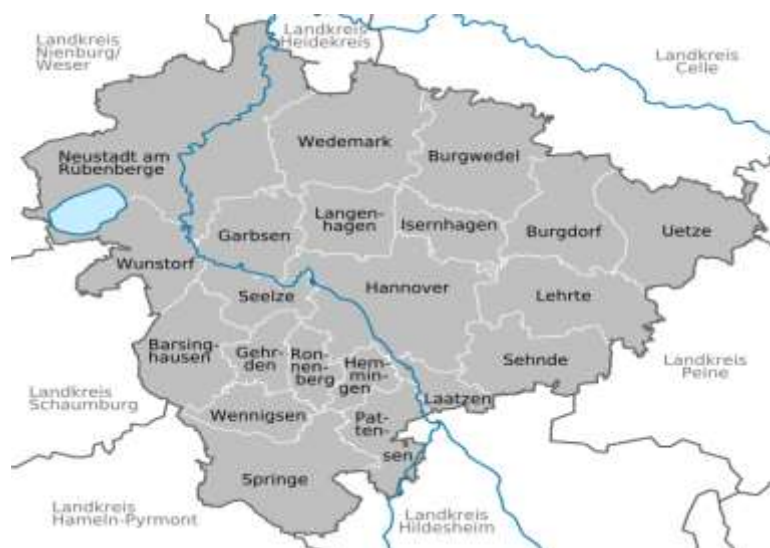 Landkreis
Nienburg/
Weser
Landkreis
Heidekreis
Landkreis
Celle
Wedemark
Neustadt am
Rübenberge
Burgwedel
Langen-
hagen
Isernhagen
Garbsen
Burgdorf
Uetze
Wunstorf
Hannover
Seelze
Lehrte
Barsing-
hausen
Gehr-
den
Ron-
nen-
berg
Hem-
min-
gen
Sehnde
Landkreis
Peine
Landkreis
Schaumburg
Laatzen
Wennigsen
Pat-
ten-
sen
Springe
Landkreis
Hameln-Pyrmont
Landkreis
Hildesheim